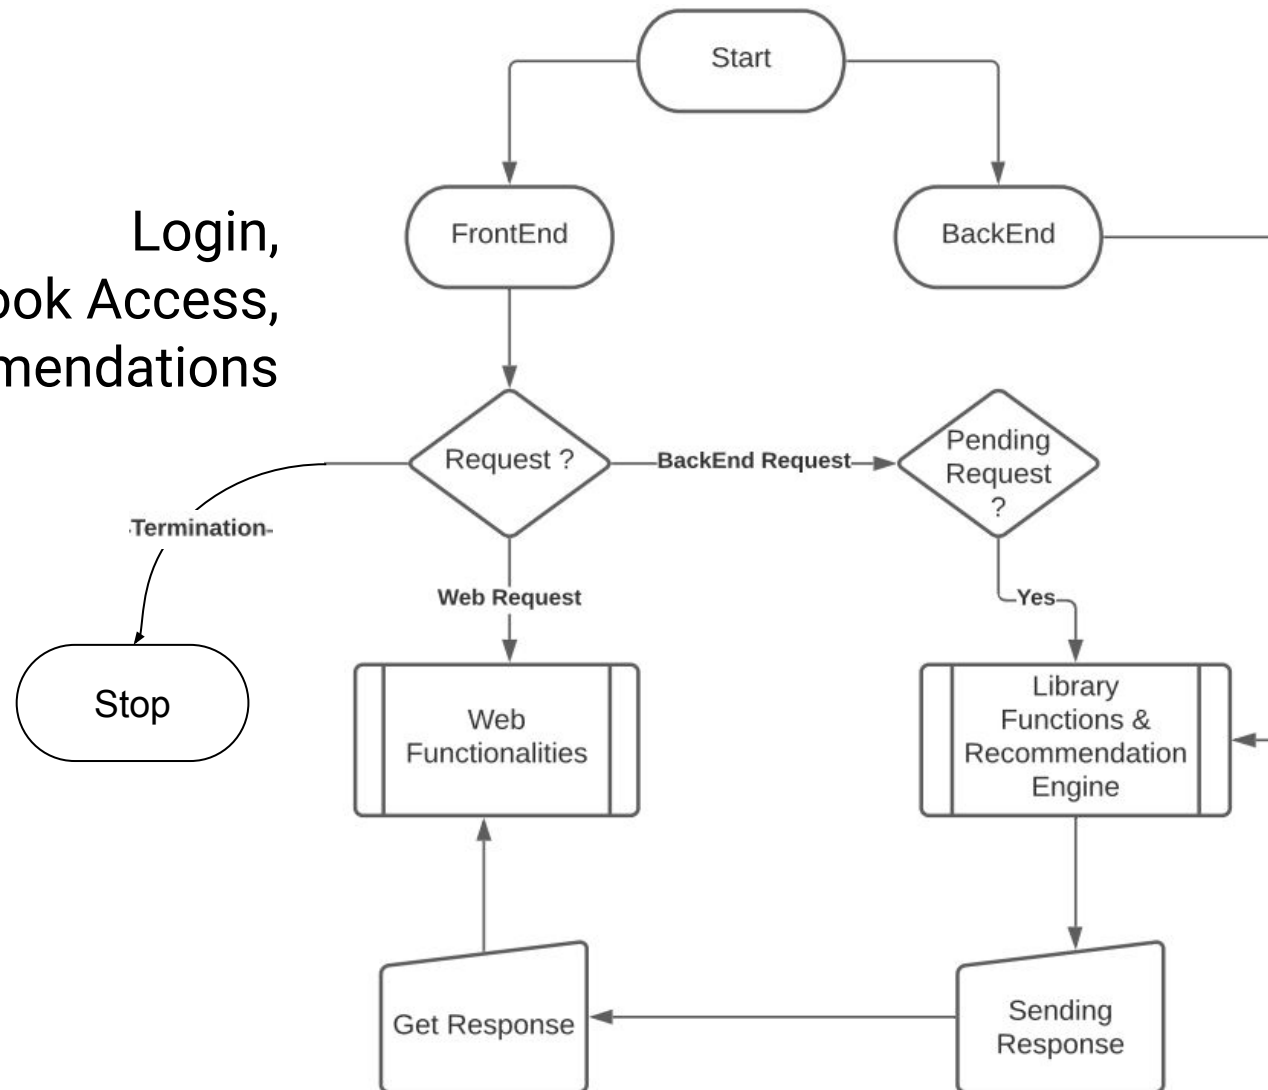 Start
FrontEnd
BackEnd
Login,
ook Access,
mendations
Request ?
BackEnd Request
Pending
Request
?
Termination
Web Request
Yes
Stop
Web
Functionalities
Library
Functions &
Recommendation
Engine
Get Response
Sending
Response